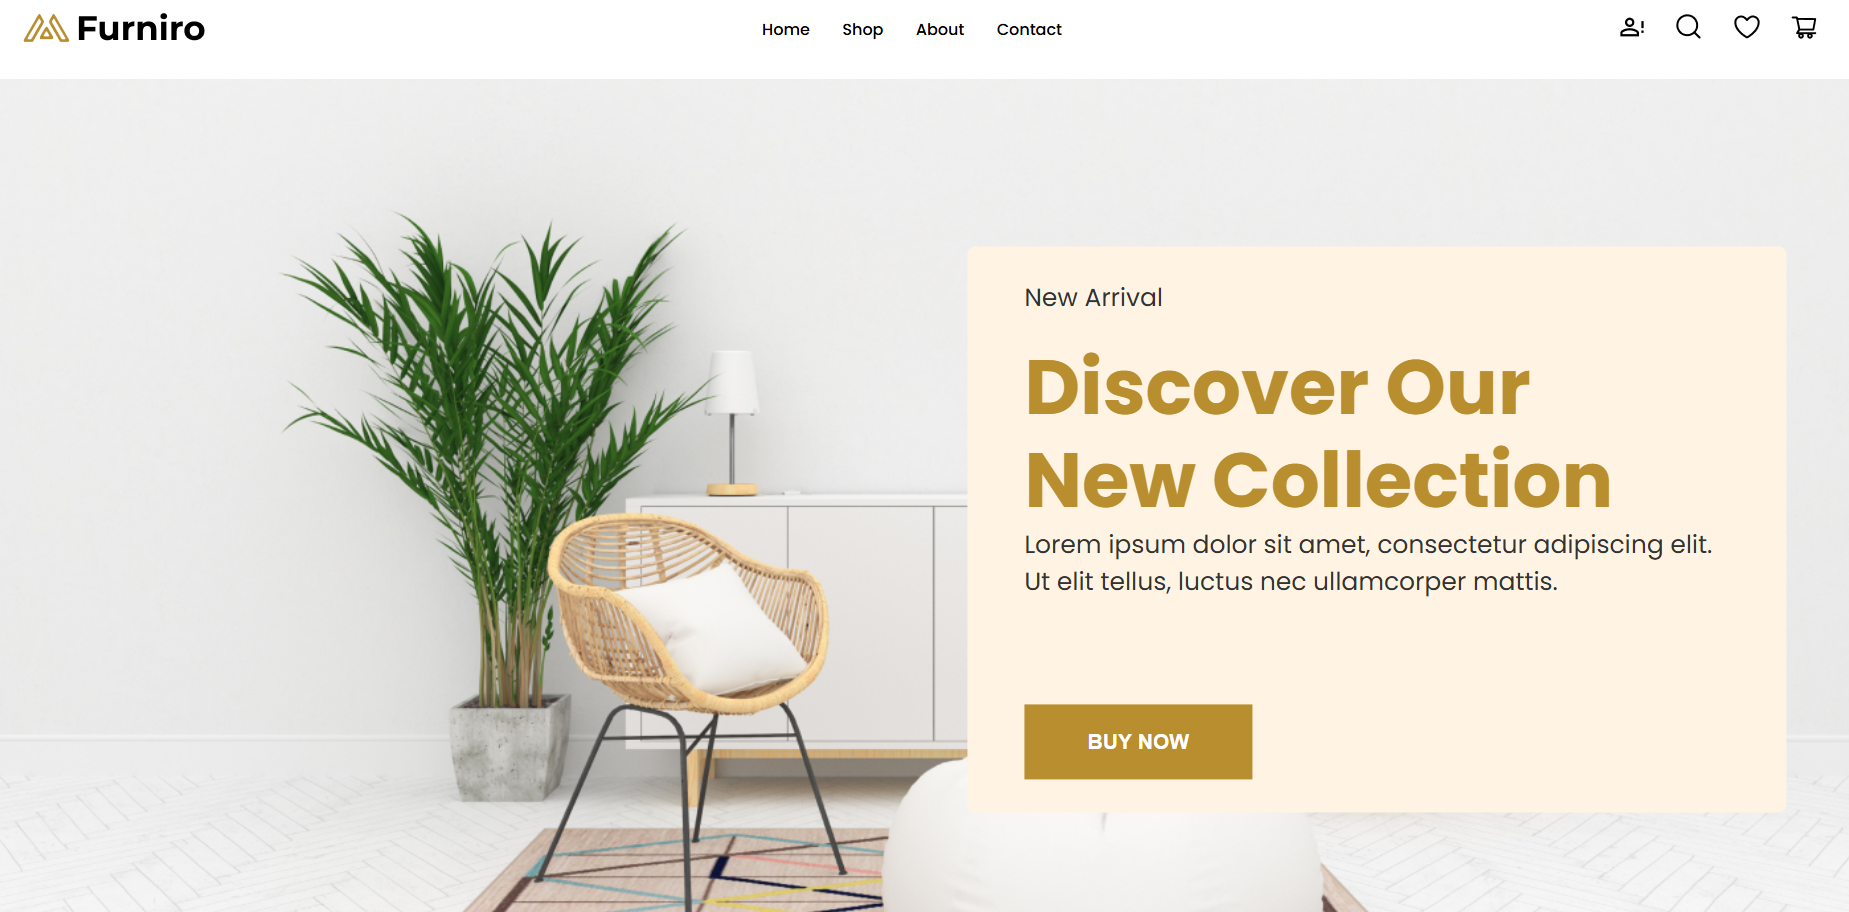 Furniro
Home Shop About Contact
New Arrival
Discover Our
New Collection
Lorem ipsum dolor sit amet, consectetur adipiscing elit.
Ut elit tellus, luctus nec ullamcorper mattis.
BUY NOW